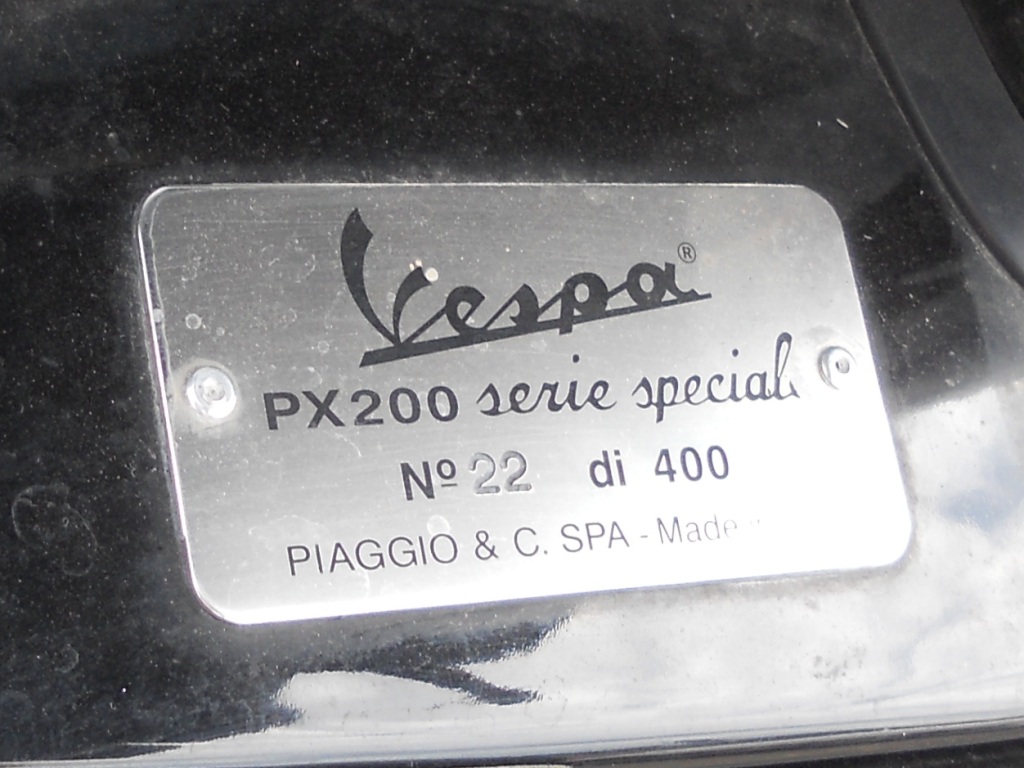 Vespa®
PX200 serie speciale
Nº 22 di 400
PIAGGIO & C. SPA - Made